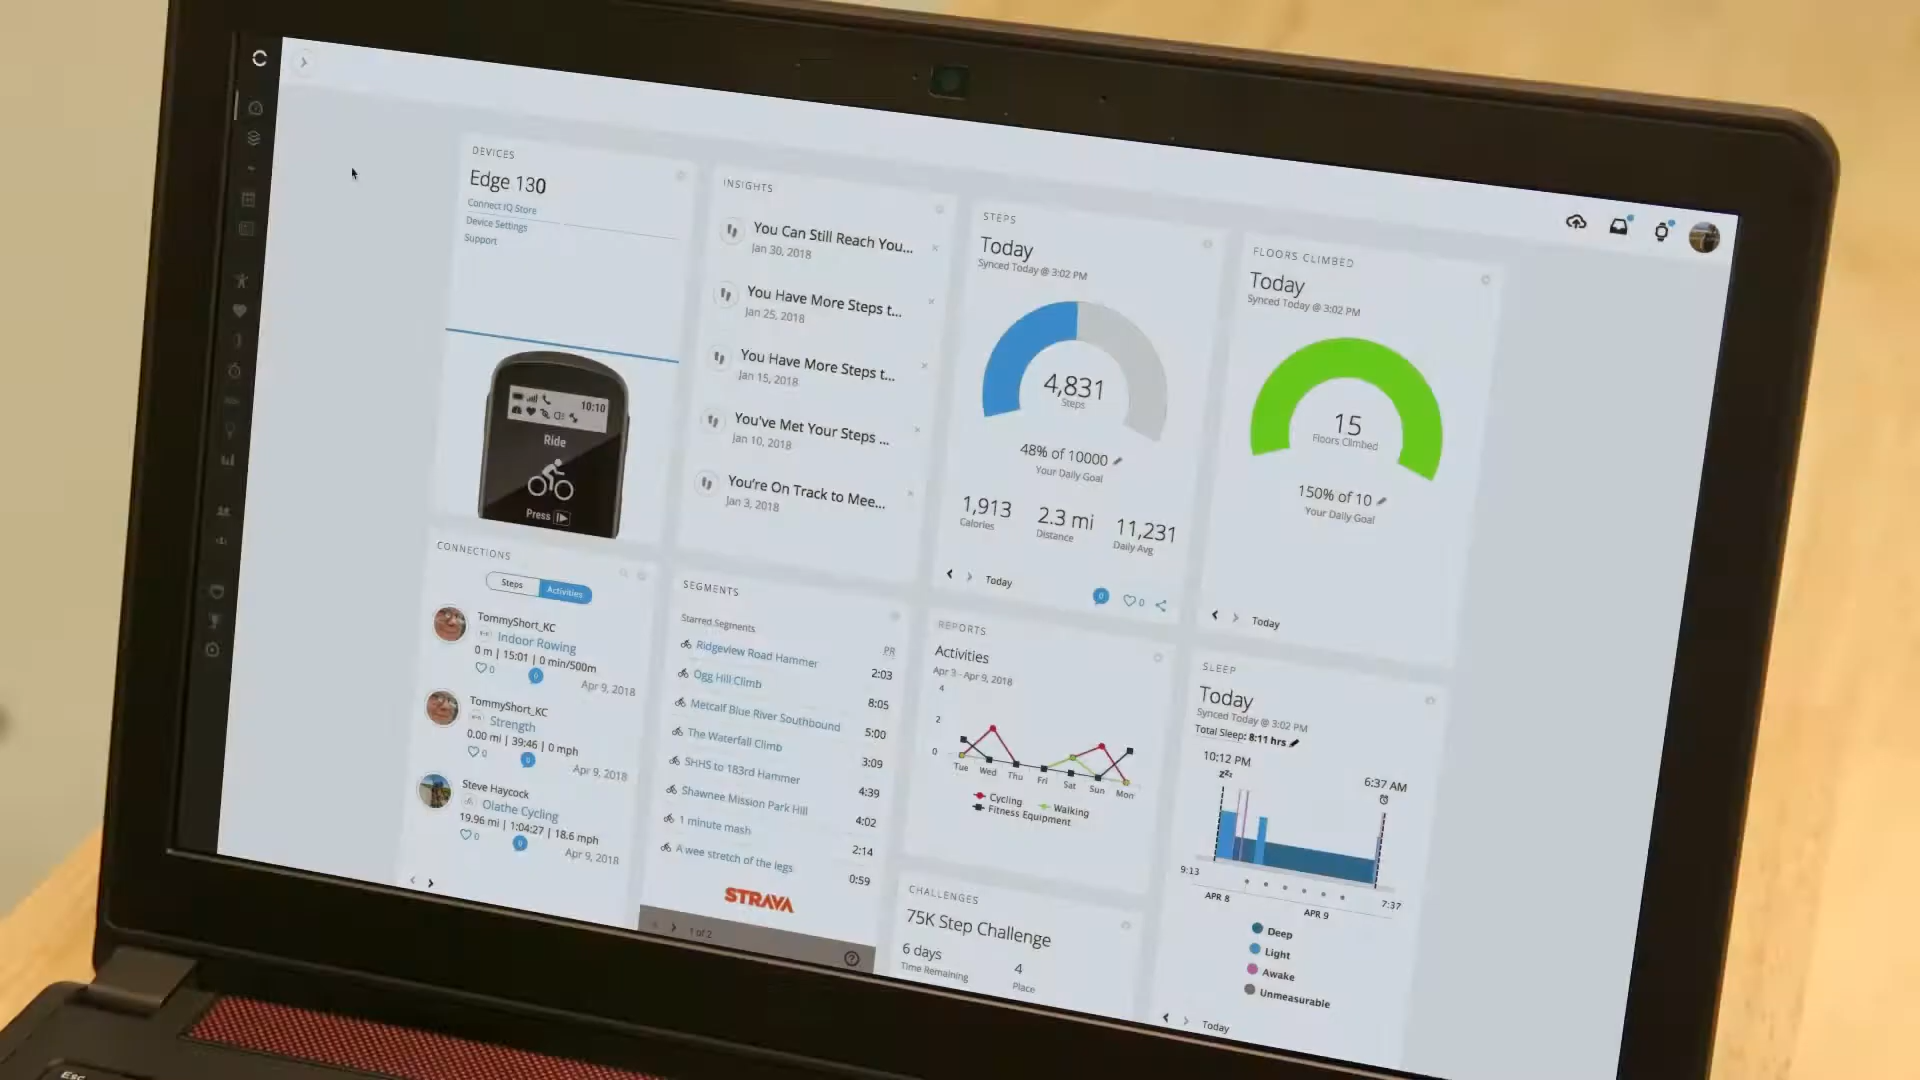 DEVICES
Edge 130
Connect IQ Store
Device Settings
Support
10:10
Ride
Press
INSIGHTS
You Can Still Reach You...
Jan 30, 2018
You Have More Steps t...
Jan 25, 2018
You Have More Steps t...
Jan 15, 2018
You've Met Your Steps ...
Jan 10, 2018
You're On Track to Mee...
Jan 3, 2018
STEPS
Today
Synced Today @ 3:02 PM
4,831
Steps
48% of 10000
Your Daily Goal
1,913
Calories
2.3 mi
Distance
11,231
Daily Avg
Today
0
0
FLOORS CLIMBED
Today
Synced Today @ 3:02 PM
15
Floors Climbed
150% of 10
Your Daily Goal
Today
CONNECTIONS
Steps
Activities
TommyShort_KC
Indoor Rowing
0 m | 15:01 | 0 min/500m
0
0
Apr 9, 2018
TommyShort_KC
Strength
0.00 mi | 39:46 | 0 mph
0
0
Apr 9, 2018
Steve Haycock
Olathe Cycling
19.96 mi | 1:04:27 | 18.6 mph
0
0
Apr 9, 2018
SEGMENTS
Starred Segments
PR
Ridgeview Road Hammer 2:03
Ogg Hill Climb 8:05
Metcalf Blue River Southbound 5:00
The Waterfall Climb 3:09
SHHS to 183rd Hammer 4:39
Shawnee Mission Park Hill 4:02
1 minute mash 2:14
A wee stretch of the legs 0:59
STRAVA
1 of 2
REPORTS
Activities
Apr 3 - Apr 9, 2018
4
2
0
Tue Wed Thu Fri Sat Sun Mon
Cycling
Walking
Fitness Equipment
CHALLENGES
75K Step Challenge
6 days
Time Remaining
4
Place
SLEEP
Today
Synced Today @ 3:02 PM
Total Sleep: 8:11 hrs
10:12 PM
zzz
6:37 AM
9:13
7:37
APR 8
APR 9
Deep
Light
Awake
Unmeasurable
Today
Esc